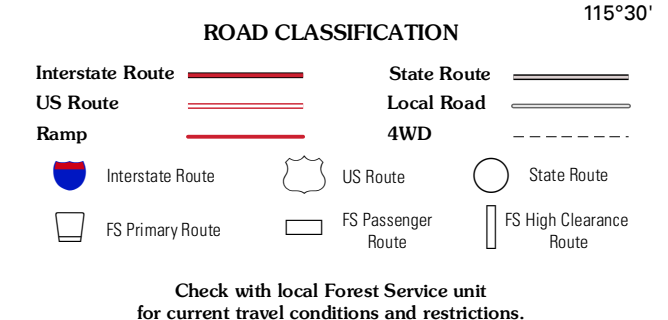 115°30'
ROAD CLASSIFICATION
Interstate Route
State Route
US Route
Local Road
Ramp
4WD
Interstate Route
US Route
State Route
FS Primary Route
FS Passenger
Route
FS High Clearance
Route
Check with local Forest Service unit
for current travel conditions and restrictions.